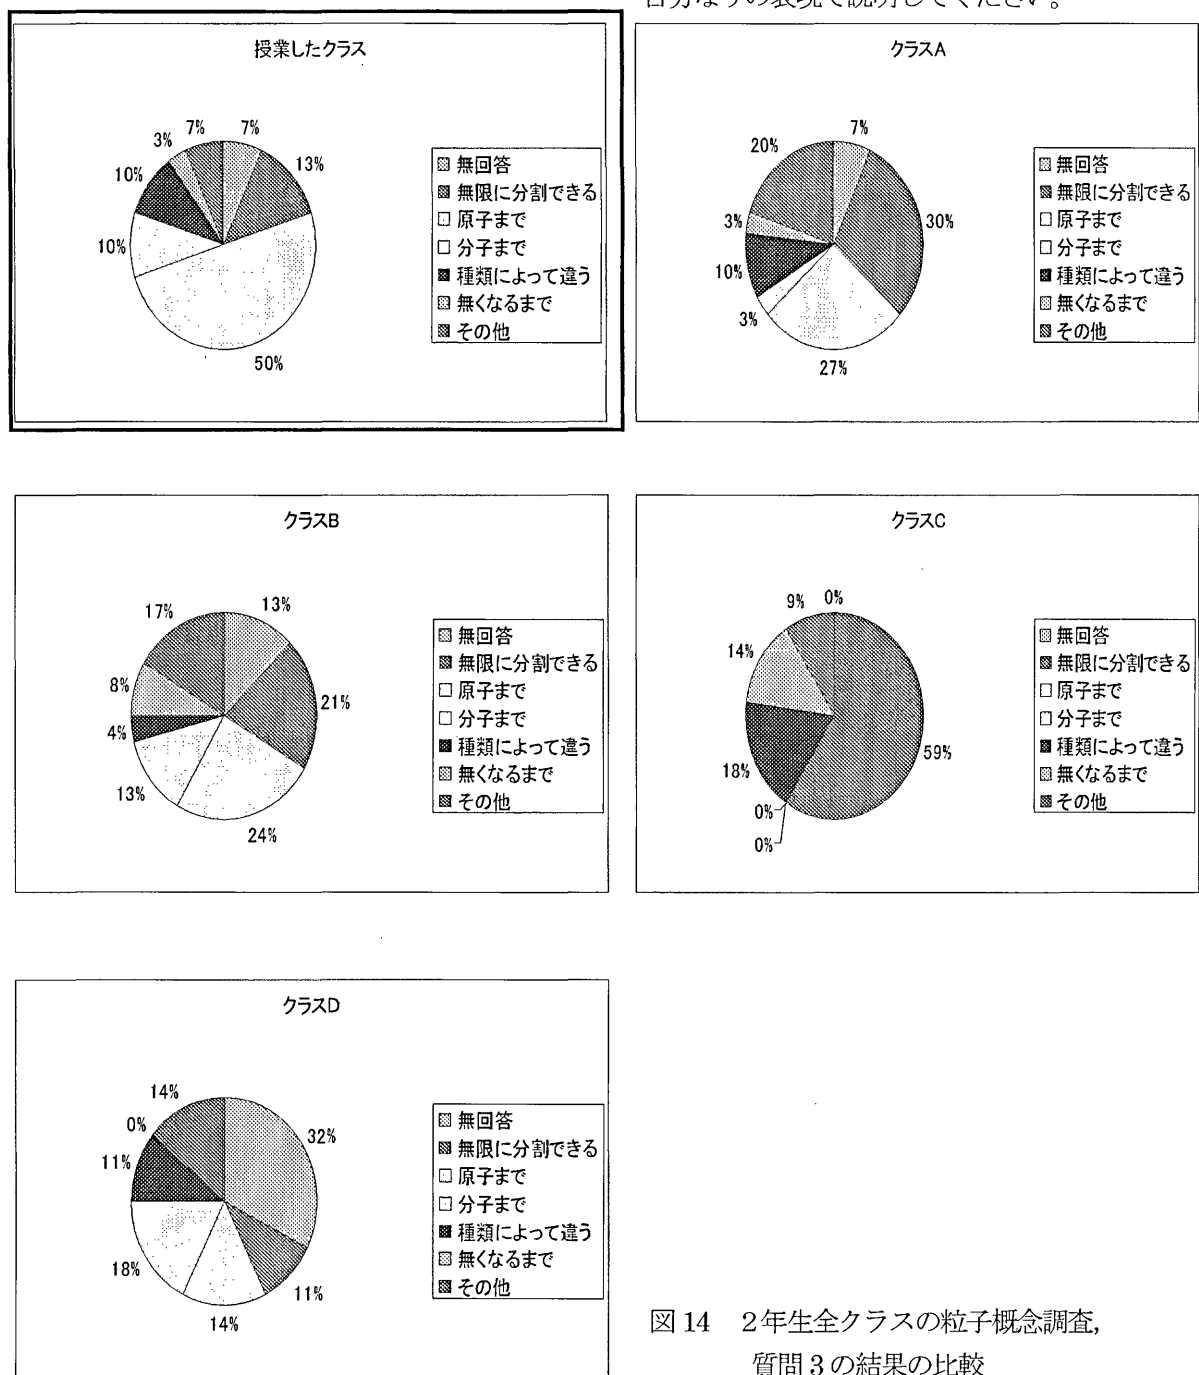 自分なりの表現で説明してください。
授業したクラス
7%
13%
50%
10%
10%
3%
7%
無回答
無限に分割できる
原子まで
分子まで
種類によって違う
無くなるまで
その他
クラスA
7%
30%
27%
3%
10%
3%
20%
無回答
無限に分割できる
原子まで
分子まで
種類によって違う
無くなるまで
その他
クラスB
13%
21%
24%
13%
4%
8%
17%
無回答
無限に分割できる
原子まで
分子まで
種類によって違う
無くなるまで
その他
クラスC
0%
59%
0%
0%
18%
14%
9%
無回答
無限に分割できる
原子まで
分子まで
種類によって違う
無くなるまで
その他
クラスD
32%
11%
14%
18%
11%
0%
14%
無回答
無限に分割できる
原子まで
分子まで
種類によって違う
無くなるまで
その他
図14 2年生全クラスの粒子概念調査,
質問3の結果の比較